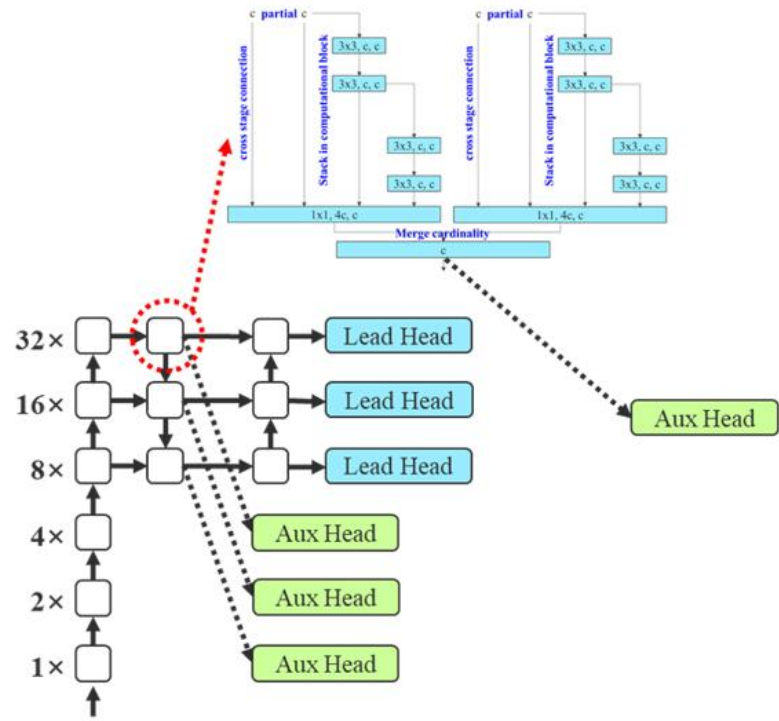 c partial c
c partial c
3x3, c, c
3x3, c, c
cross stage connection
Stack in computational block
3x3, c, c
3x3, c, c
cross stage connection
Stack in computational block
3x3, c, c
3x3, c, c
3x3, c, c
3x3, c, c
1x1, 4c, c
1x1, 4c, c
Merge cardinality
c
32× Lead Head
16× Lead Head
Aux Head
8× Lead Head
4× Aux Head
2× Aux Head
1× Aux Head